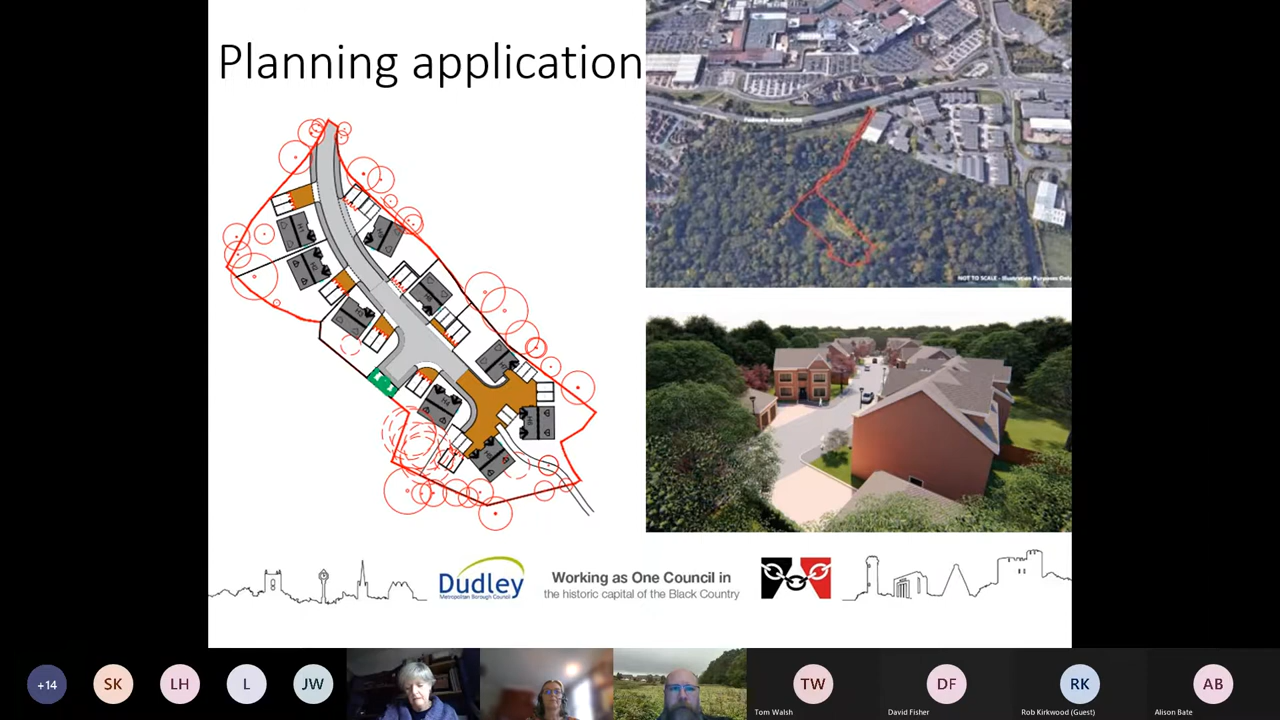 Planning application
NOT TO SCALE - Illustration Purposes Only
Dudley
Metropolitan Borough Council
Working as One Council in
the historic capital of the Black Country
+14
SK
LH
L
JW
TW
Tom Walsh
DF
David Fisher
RK
Rob Kirkwood (Guest)
AB
Alison Bate